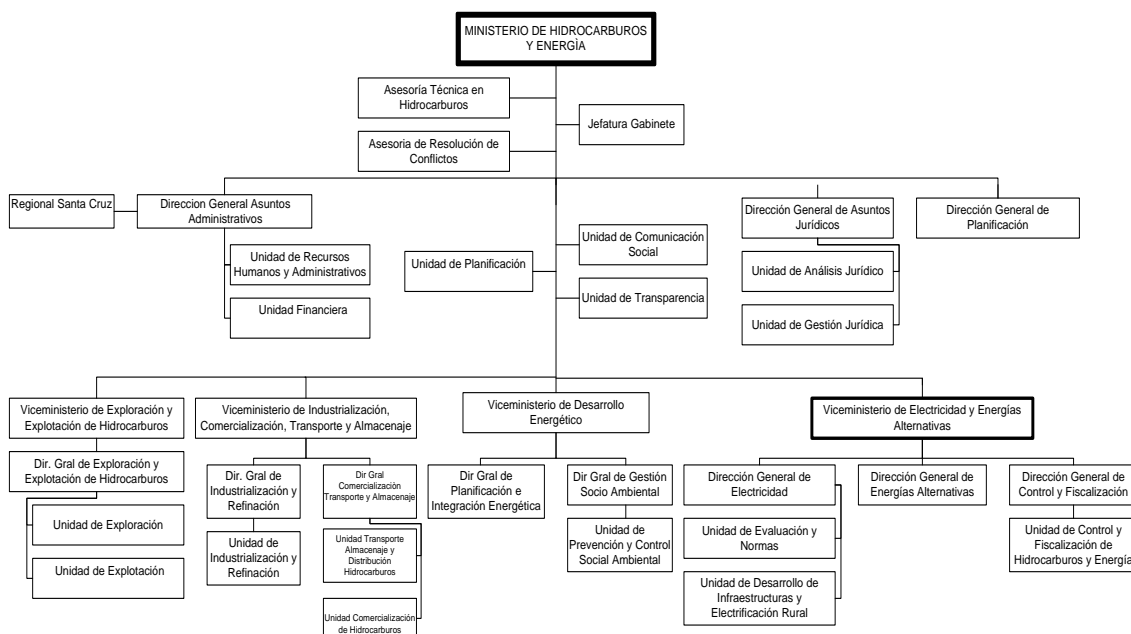 MINISTERIO DE HIDROCARBUROS
Y ENERGÌA
Asesoría Técnica en
Hidrocarburos
Jefatura Gabinete
Asesoria de Resolución de
Conflictos
Regional Santa Cruz
Direccion General Asuntos
Administrativos
Dirección General de Asuntos
Jurídicos
Dirección General de
Planificación
Unidad de Recursos
Humanos y Administrativos
Unidad Financiera
Unidad de Planificación
Unidad de Comunicación
Social
Unidad de Transparencia
Unidad de Análisis Jurídico
Unidad de Gestión Jurídica
Viceministerio de Exploración y
Explotación de Hidrocarburos
Viceministerio de Industrialización,
Comercialización, Transporte y Almacenaje
Viceministerio de Desarrollo
Energético
Viceministerio de Electricidad y Energías
Alternativas
Dir. Gral de Exploración y
Explotación de Hidrocarburos
Unidad de Exploración
Unidad de Explotación
Dir. Gral de
Industrialización y
Refinación
Unidad de
Industrialización y
Refinación
Dir Gral
Comercialización
Transporte y Almacenaje
Unidad Transporte
Almacenaje y
Distribución
Hidrocarburos
Unidad Comercialización
de Hidrocarburos
Dir Gral de
Planificación e
Integración Energética
Dir Gral de Gestión
Socio Ambiental
Unidad de
Prevención y Control
Social Ambiental
Dirección General de
Electricidad
Unidad de Evaluación y
Normas
Unidad de Desarrollo de
Infraestructuras y
Electrificación Rural
Dirección General de
Energías Alternativas
Dirección General de
Control y Fiscalización
Unidad de Control y
Fiscalización de
Hidrocarburos y Energía